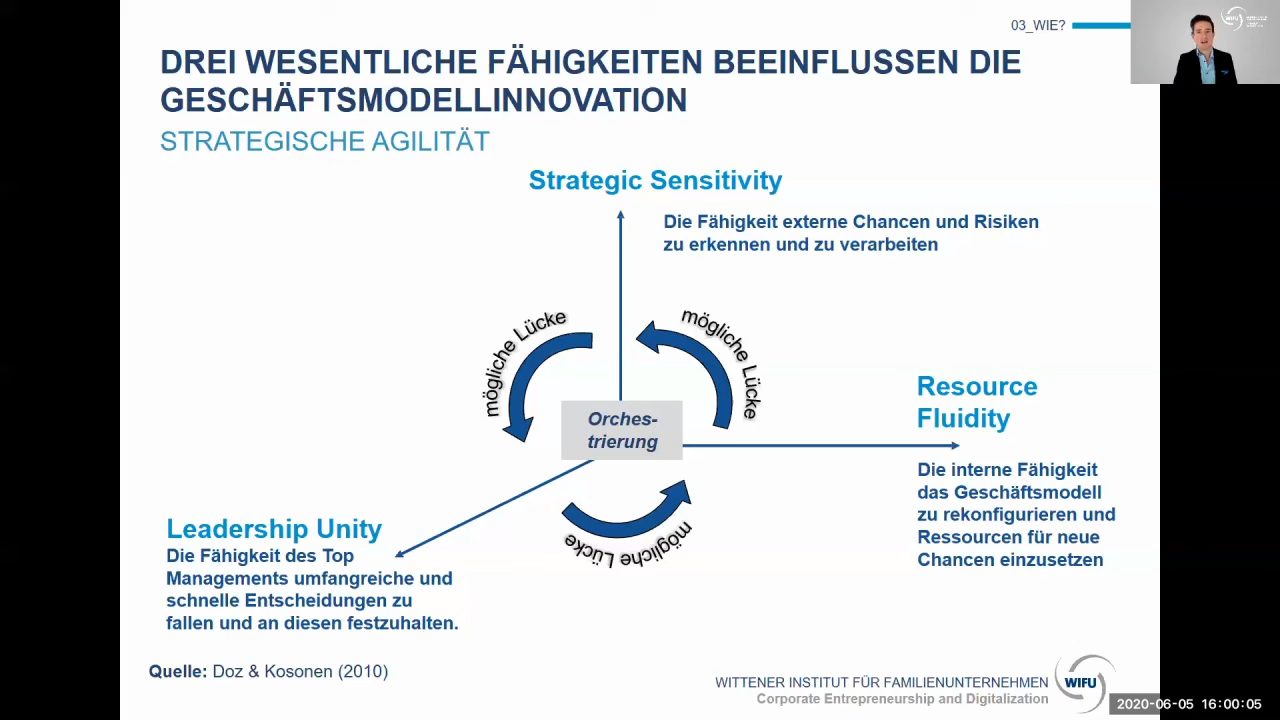 03_WIE?
WIFU
DREI WESENTLICHE FÄHIGKEITEN BEEINFLUSSEN DIE
GESCHÄFTSMODELLINNOVATION
STRATEGISCHE AGILITÄT
Strategic Sensitivity
Die Fähigkeit externe Chancen und Risiken
zu erkennen und zu verarbeiten
mögliche Lücke
mögliche Lücke
Orches-
trierung
mögliche Lücke
Resource
Fluidity
Die interne Fähigkeit
das Geschäftsmodell
zu rekonfigurieren und
Ressourcen für neue
Chancen einzusetzen
Leadership Unity
Die Fähigkeit des Top
Managements umfangreiche und
schnelle Entscheidungen zu
fallen und an diesen festzuhalten.
Quelle: Doz & Kosonen (2010)
WITTENER INSTITUT FÜR FAMILIENUNTERNEHMEN
Corporate Entrepreneurship and Digitalization
WIFU
2020-06-05 16:00:05